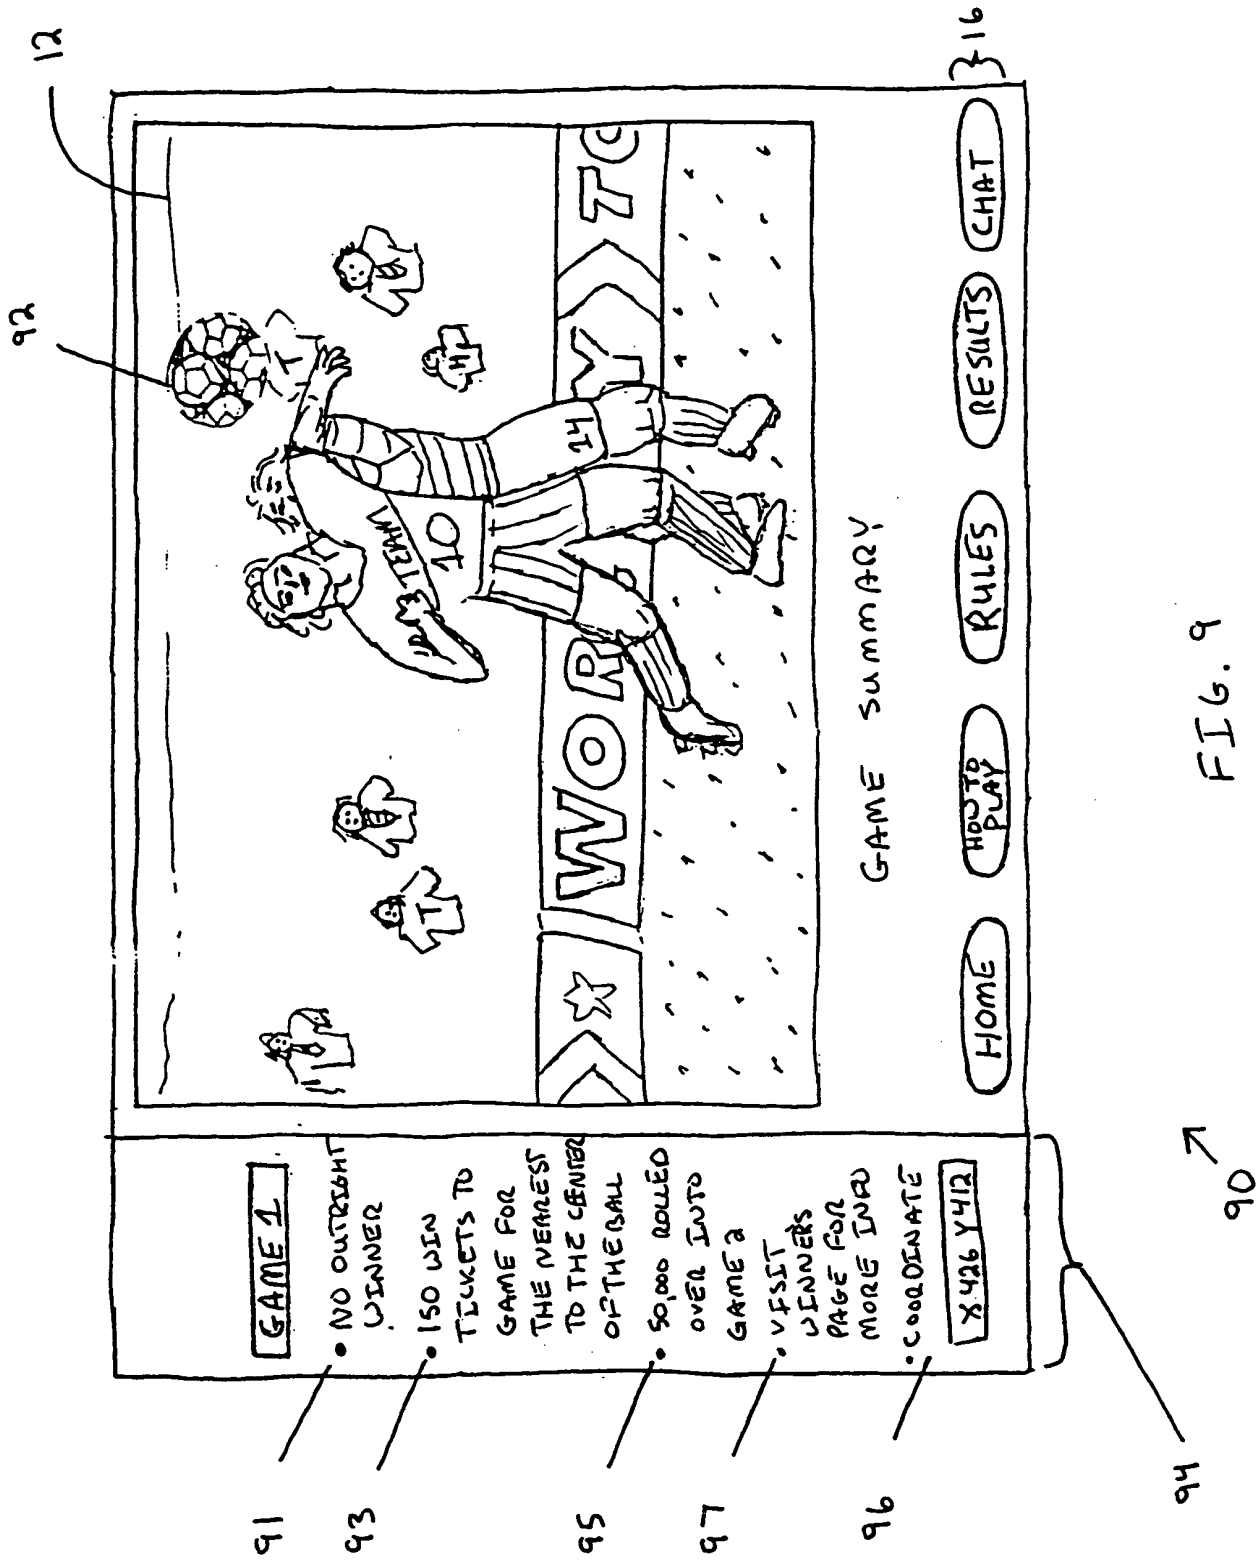 92
12
GAME 1
91
• NO OUTRIGHT
WINNER
93
• 150 WIN
TICKETS TO
GAME FOR
THE NEAREST
TO THE CENTER
OF THE BALL
95
• 50,000 ROLLED
OVER INTO
GAME 2
97
• VISIT
WINNERS
PAGE FOR
MORE INFO
96
• COORDINATE
X 426 Y 412
94
T
T
H
TEAM
10
14
WOR
Y TO
GAME SUMMARY
HOME
HOW TO
PLAY
RULES
RESULTS
CHAT
16
90
FIG. 9